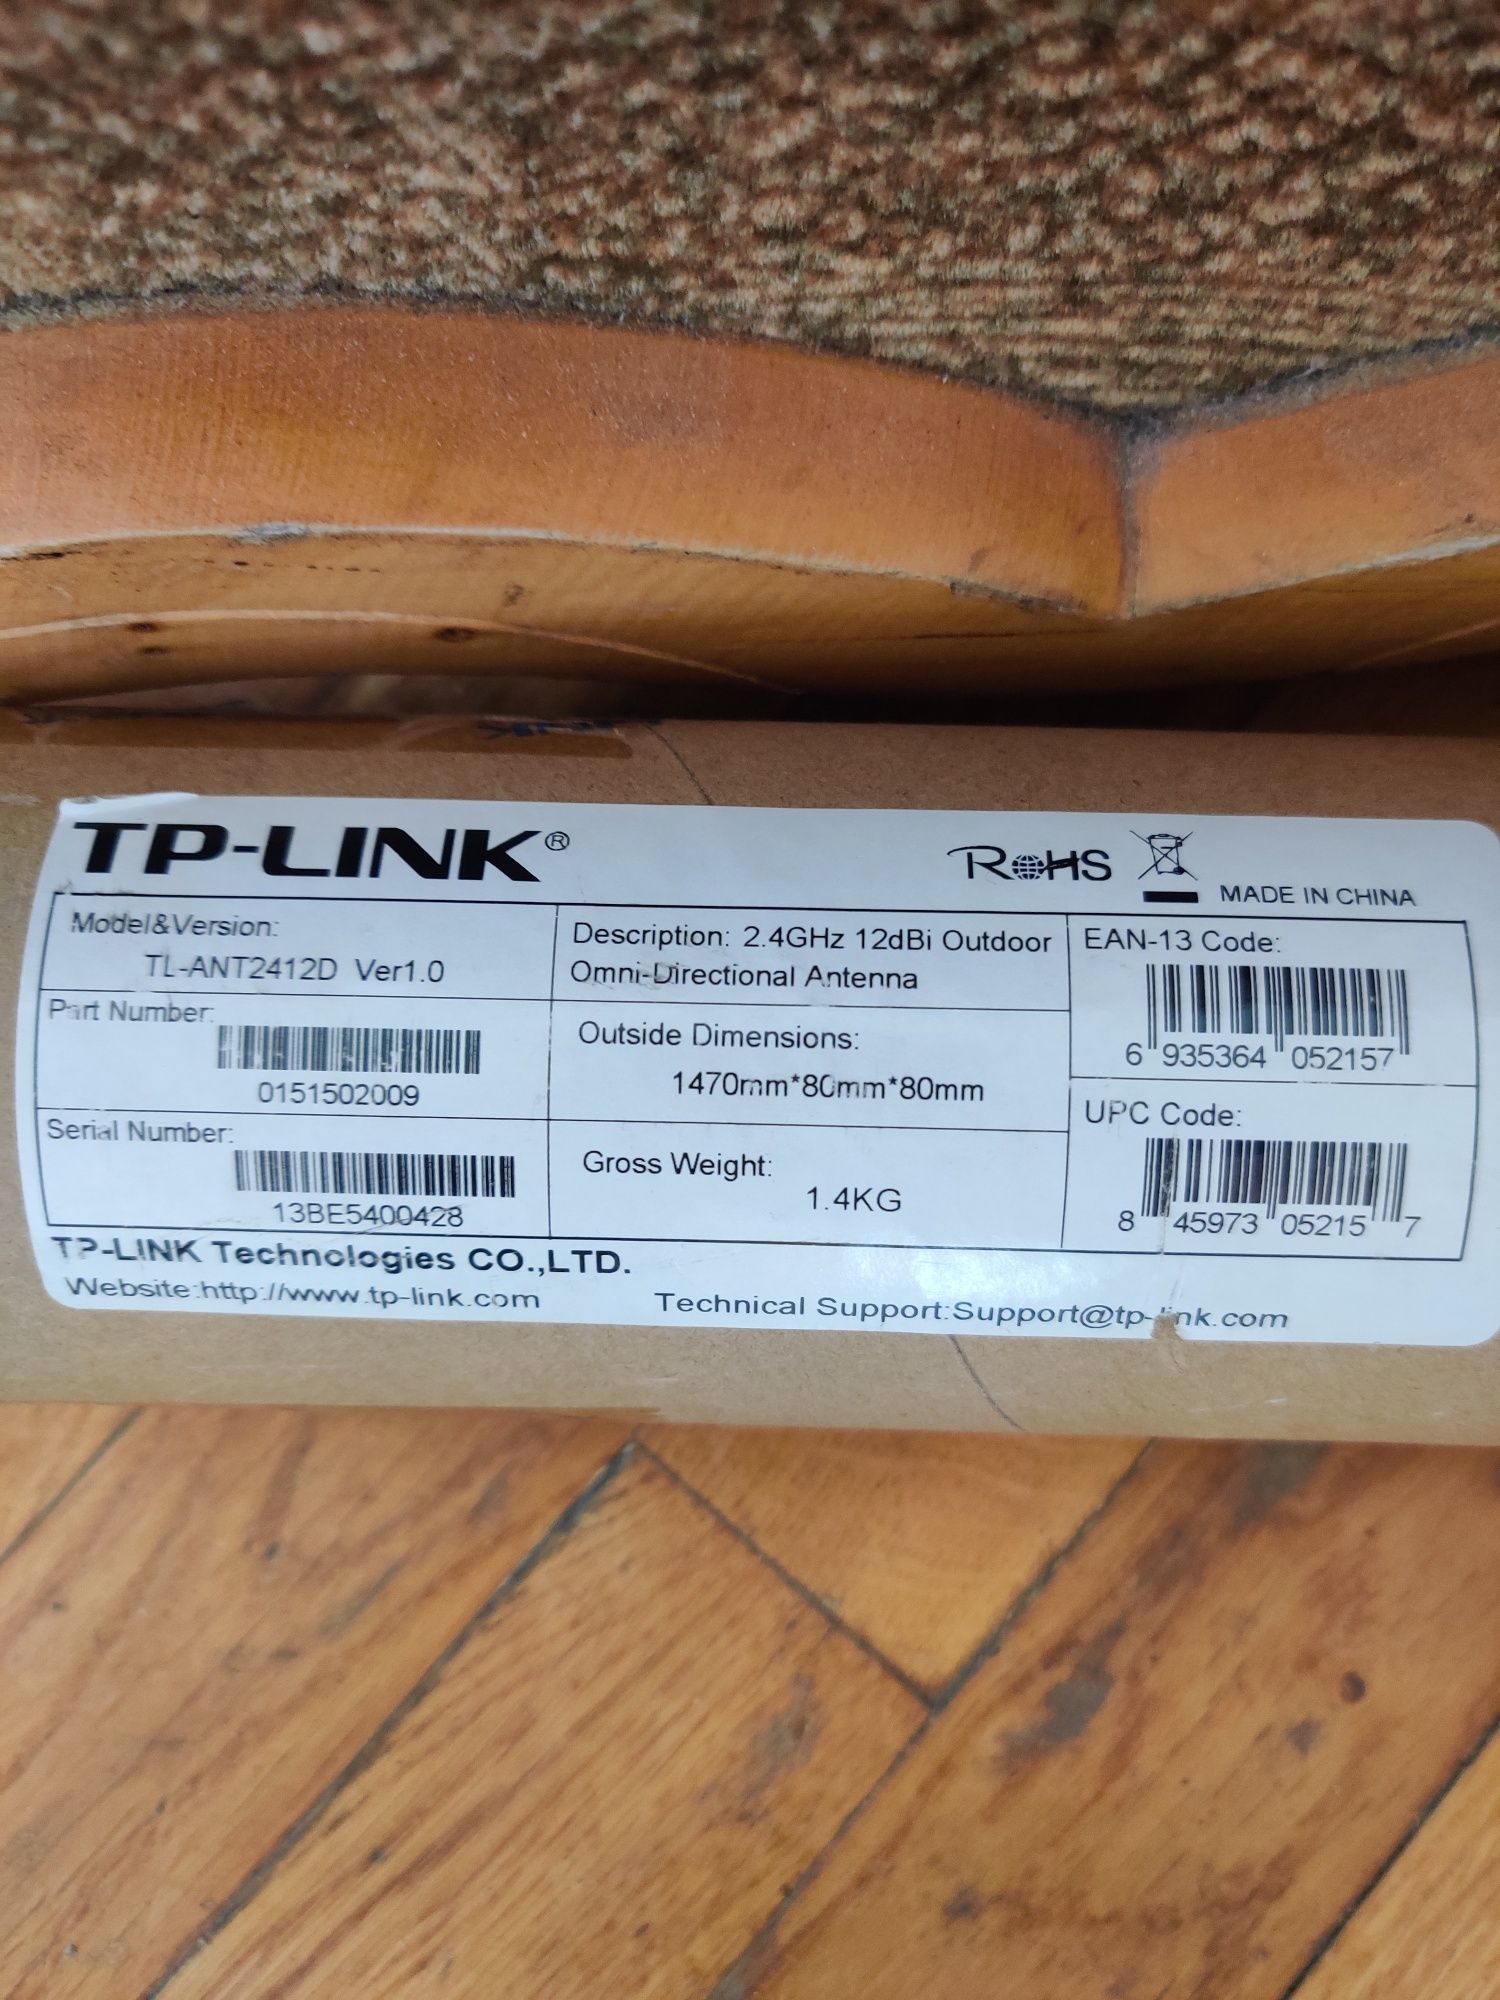 TP-LINK®
RoHS
MADE IN CHINA
Model&Version:
TL-ANT2412D Ver1.0
Description: 2.4GHz 12dBi Outdoor
Omni-Directional Antenna
EAN-13 Code:
6 935364 052157
Part Number:
0151502009
Outside Dimensions:
1470mm*80mm*80mm
UPC Code:
8 45973 05215 7
Serial Number:
13BE5400428
Gross Weight:
1.4KG
TP-LINK Technologies CO.,LTD.
Website:http://www.tp-link.com
Technical Support:Support@tp-link.com